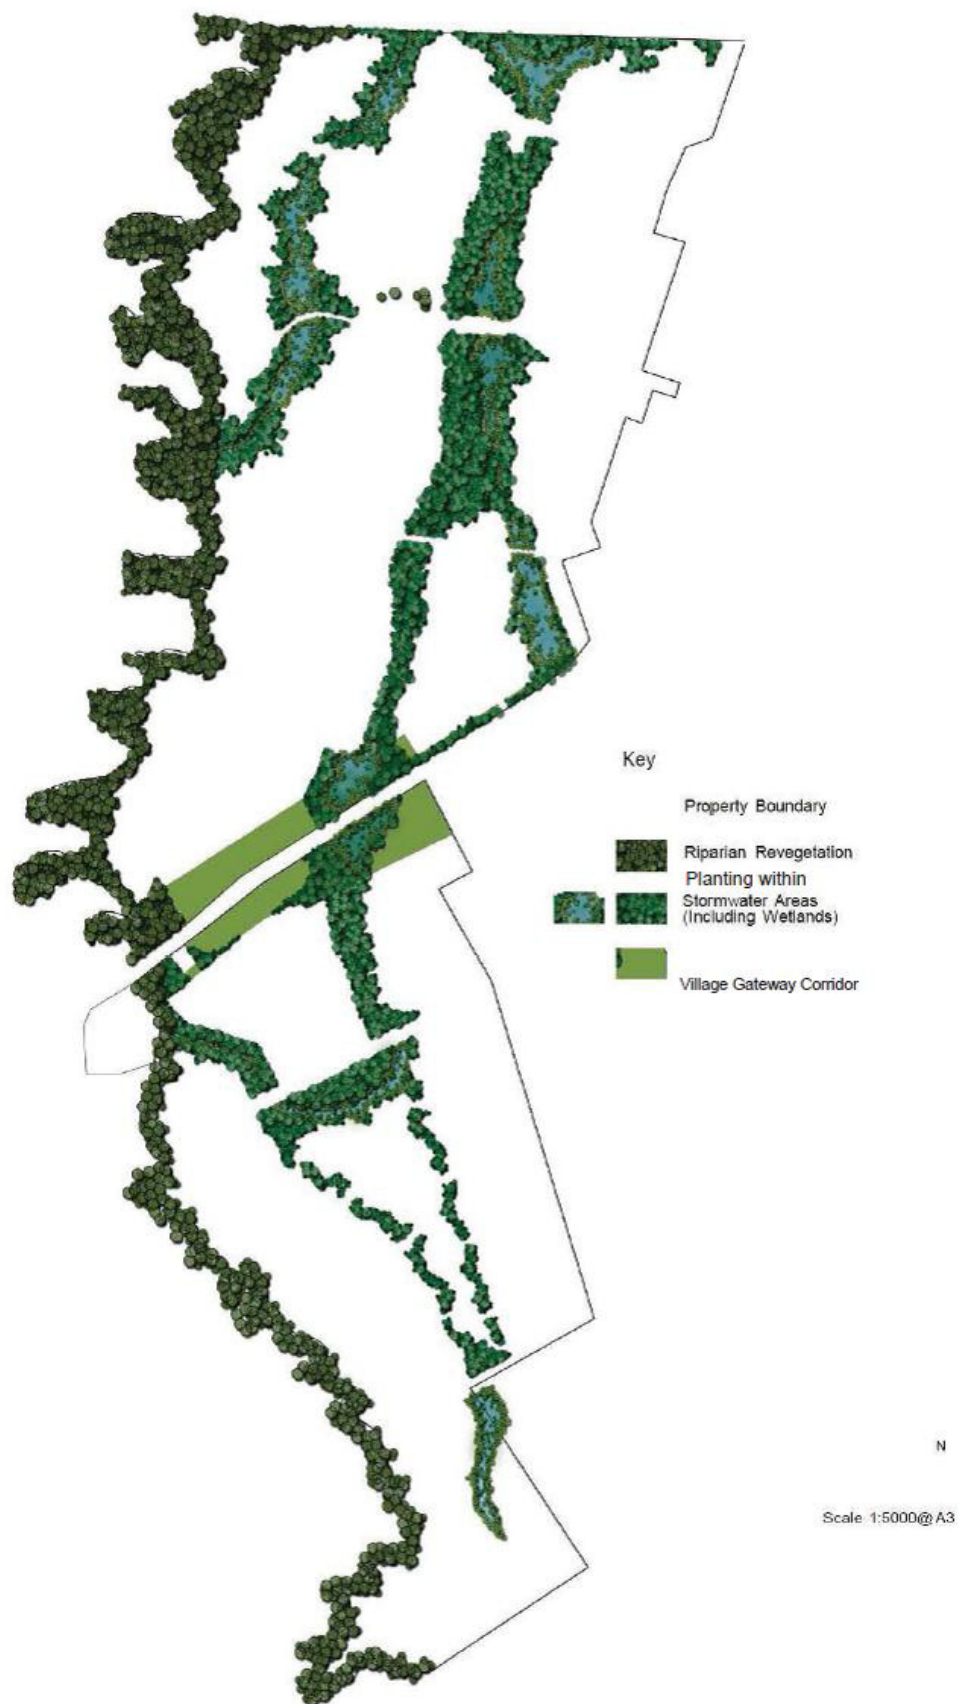 Key
Property Boundary
Riparian Revegetation
Planting within
Stormwater Areas
(Including Wetlands)
Village Gateway Corridor
N
Scale 1:5000@A3